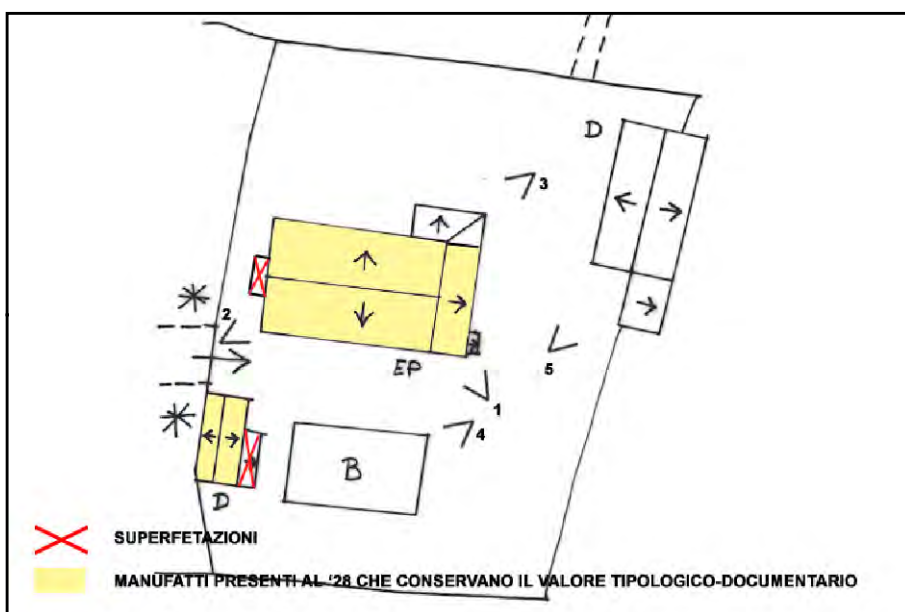 D
3
2
EP
5
1
4
B
D
SUPERFETAZIONI
MANUFATTI PRESENTI AL '28 CHE CONSERVANO IL VALORE TIPOLOGICO-DOCUMENTARIO